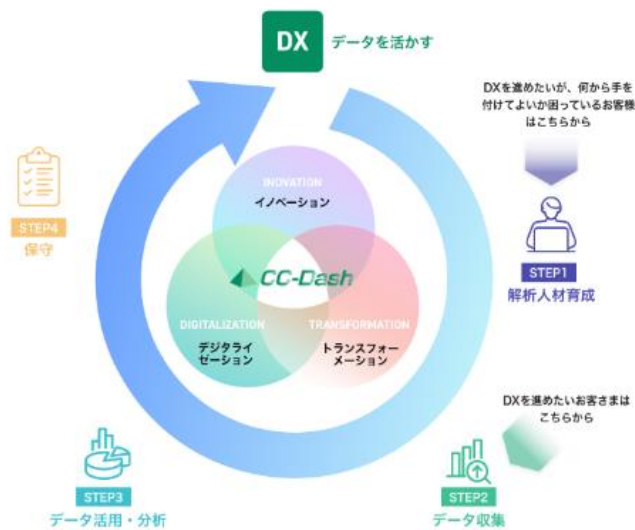 DX
データを活かす
DXを進めたいが、何から手を
付けてよいか困っているお客様
はこちらから
STEP1
解析人材育成
DXを進めたいお客さまは
こちらから
STEP2
データ収集
STEP3
データ活用・分析
STEP4
保守
INOVATION
イノベーション
CC-Dash
DIGITALIZATION
デジタライ
ゼーション
TRANSFORMATION
トランスフォー
メーション